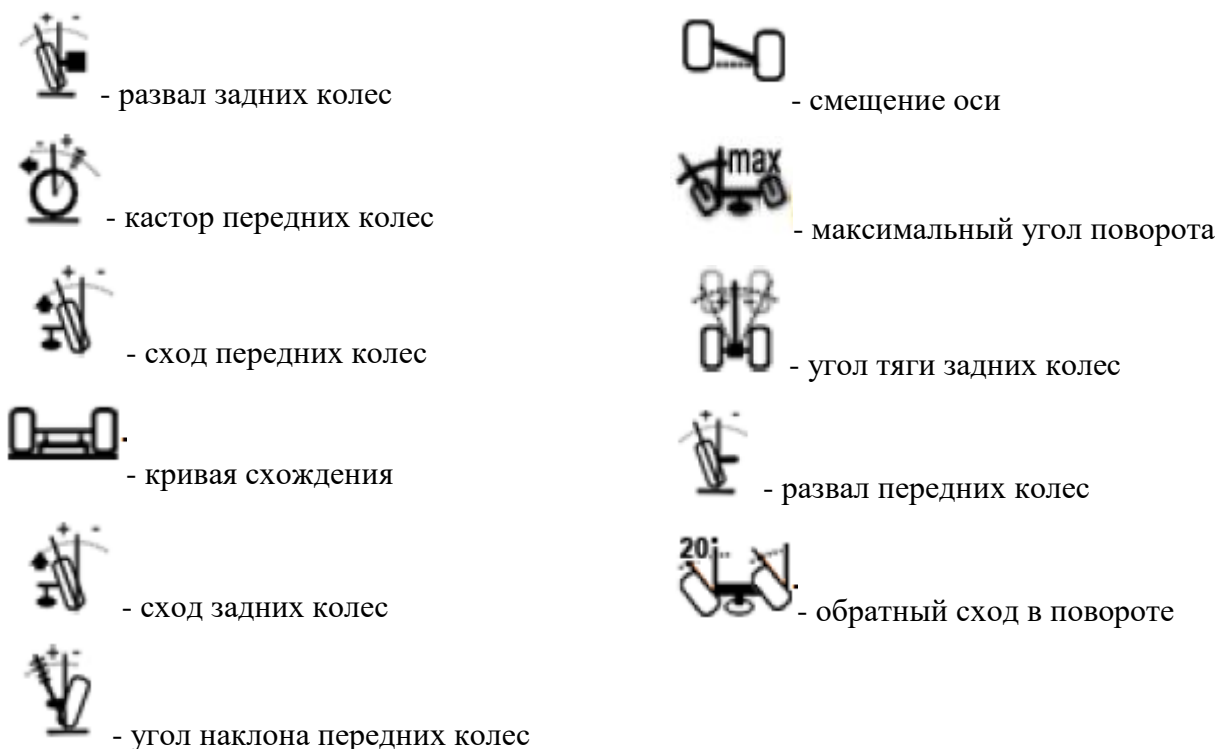 - развал задних колес
- кастор передних колес
- сход передних колес
- кривая схождения
- сход задних колес
- угол наклона передних колес
- смещение оси
max
- максимальный угол поворота
- угол тяги задних колес
- развал передних колес
20
- обратный сход в повороте